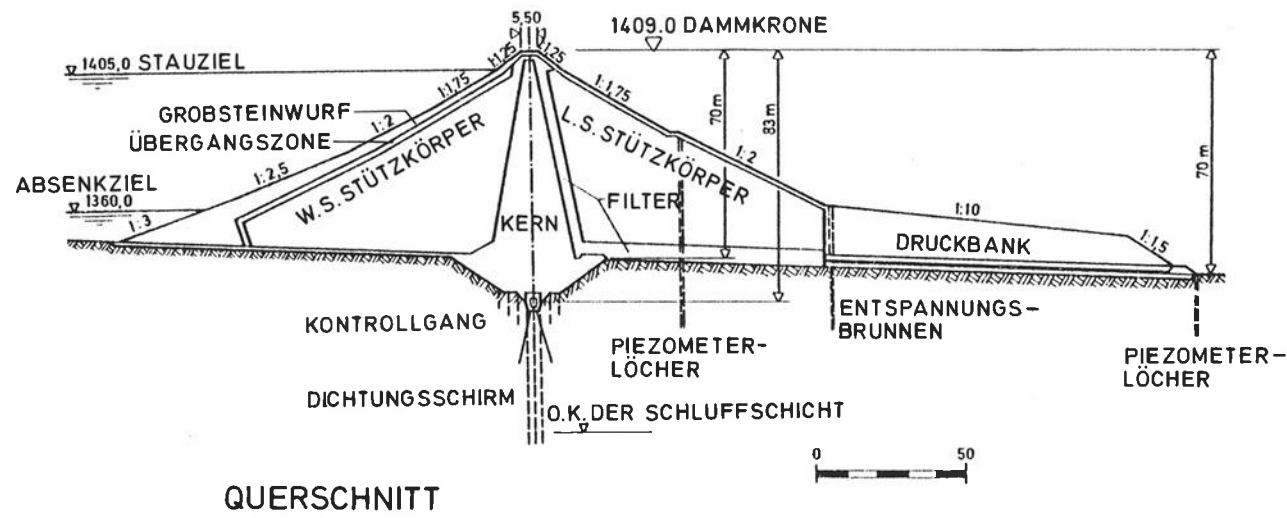 5,50
1409.0 DAMMKRONE
1:1,25
1:1,25
1405,0 STAUZIEL
1:1,75
1:1,75
GROBSTEINWURF
1:2
ÜBERGANGSZONE
W.S. STÜTZKÖRPER
L.S. STÜTZKÖRPER
1:2
70m
83m
70 m
1:2,5
ABSENKZIEL
1360,0
1:3
KERN
FILTER
1:10
DRUCKBANK
1:1,5
KONTROLLGANG
PIEZOMETER-
LÖCHER
ENTSPANNUNGS-
BRUNNEN
PIEZOMETER-
LÖCHER
DICHTUNGSSCHIRM
O.K. DER SCHLUFFSCHICHT
0 50
QUERSCHNITT